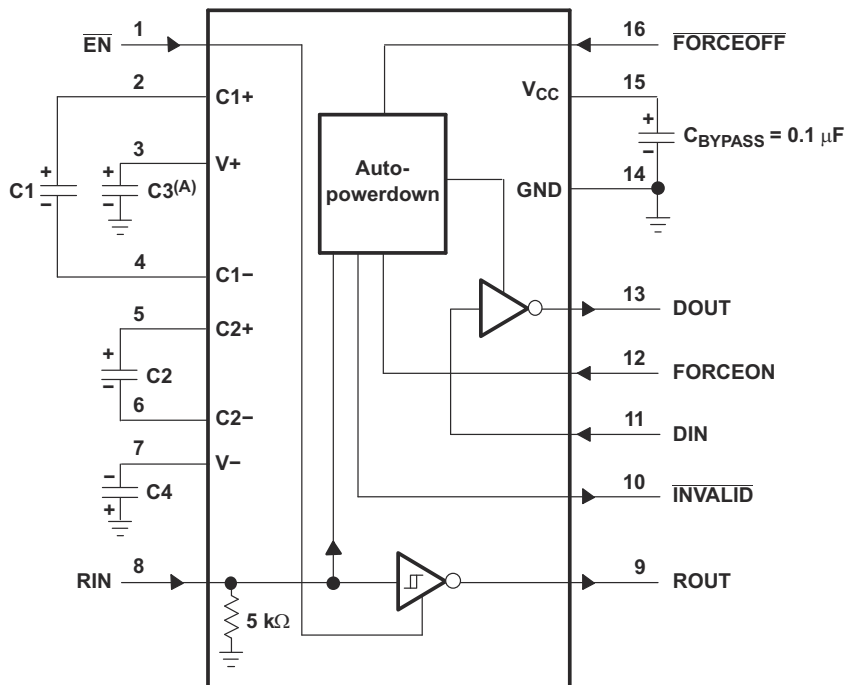 EN
1
2
C1+
3
V+
C1
+
−
+
−
C3(A)
4
C1−
5
C2+
+
−
C2
6
C2−
7
V−
−
+
C4
RIN
8
5 kΩ
Auto-
powerdown
16
FORCEOFF
VCC
15
+
−
CBYPASS = 0.1 μF
14
GND
13
DOUT
12
FORCEON
11
DIN
10
INVALID
9
ROUT